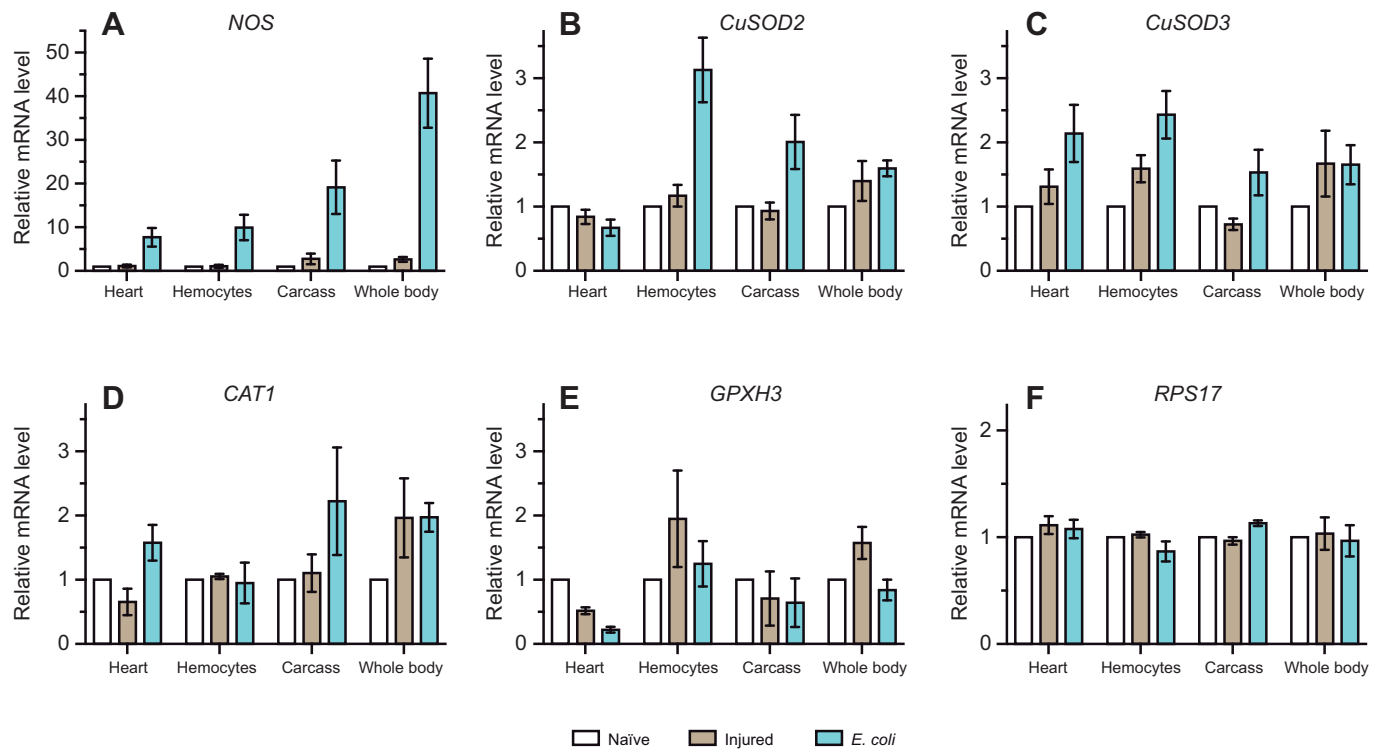 A NOS
Relative mRNA level
50
40
30
20
10
0
Heart Hemocytes Carcass Whole body
B CuSOD2
Relative mRNA level
3
2
1
0
Heart Hemocytes Carcass Whole body
C CuSOD3
Relative mRNA level
3
2
1
0
Heart Hemocytes Carcass Whole body
D CAT1
Relative mRNA level
3
2
1
0
Heart Hemocytes Carcass Whole body
E GPXH3
Relative mRNA level
3
2
1
0
Heart Hemocytes Carcass Whole body
F RPS17
Relative mRNA level
2
1
0
Heart Hemocytes Carcass Whole body
Naïve Injured E. coli